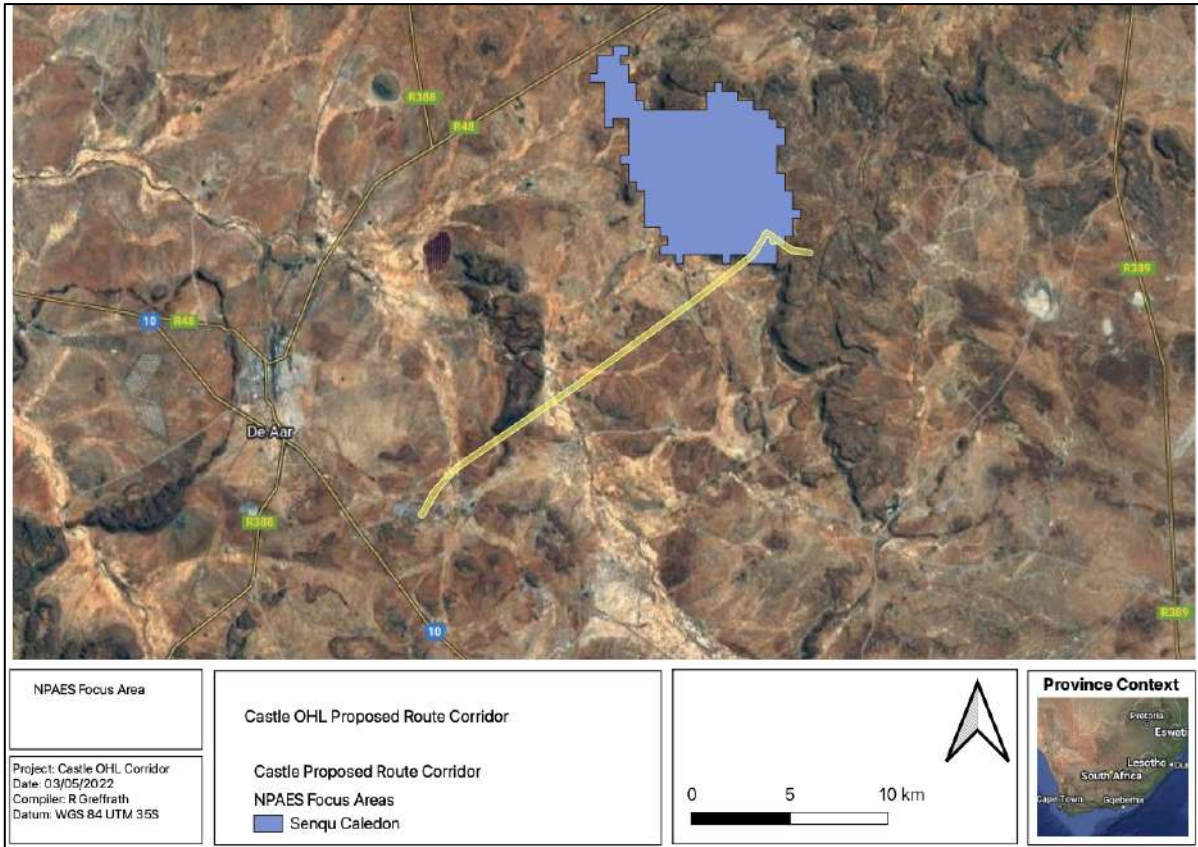 R388
R48
R389
10
R48
De Aar
R388
10
R389
NPAES Focus Area
Project: Castle OHL Corridor
Date: 03/05/2022
Compiler: R Greffrath
Datum: WGS 84 UTM 35S
Castle OHL Proposed Route Corridor
Castle Proposed Route Corridor
NPAES Focus Areas
Senqu Caledon
0 5 10 km
Province Context
Pretoria
Eswati
Lesotho
Du
South Africa
Cape Town
Gqeberha